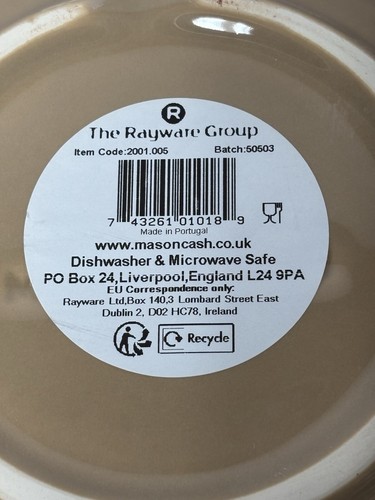 R
The Rayware Group
Item Code:2001.005 Batch:50503
7 43261 01018 9
Made in Portugal
www.masoncash.co.uk
Dishwasher & Microwave Safe
PO Box 24,Liverpool,England L24 9PA
EU Correspondence only:
Rayware Ltd,Box 140,3 Lombard Street East
Dublin 2, D02 HC78, Ireland
Recycle